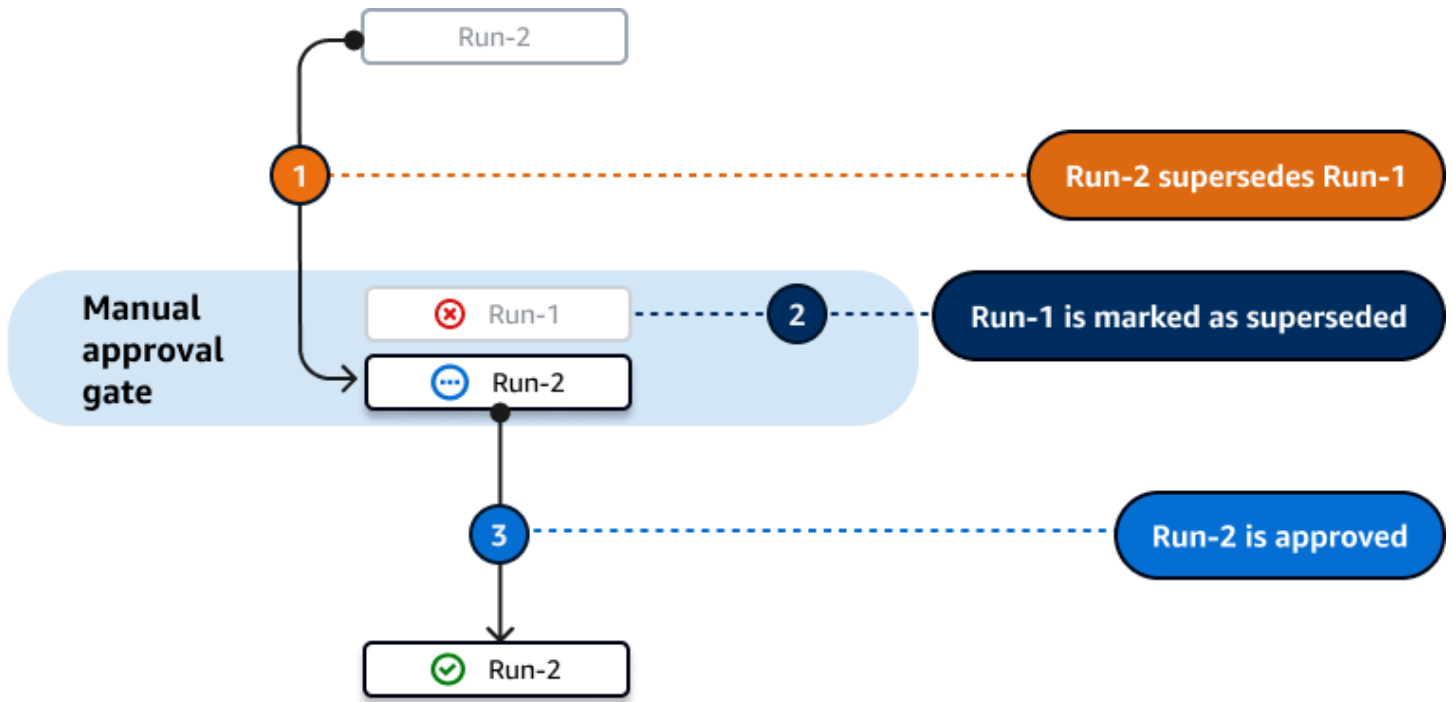 Run-2
1
Run-2 supersedes Run-1
Manual
approval
gate
Run-1
2
Run-1 is marked as superseded
Run-2
3
Run-2 is approved
Run-2